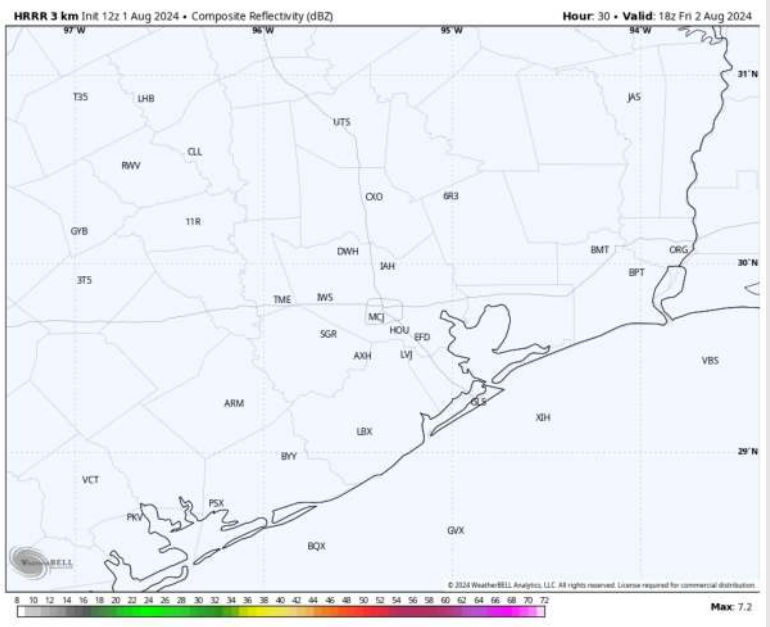 HRRR 3 km Init 12z 1 Aug 2024 • Composite Reflectivity (dBZ) Hour: 30 • Valid: 18z Fri 2 Aug 2024
97°W 96°W 95°W 94°W
31°N
T35 LHB JAS
UTS
CLL
RWV
CXO 6R3
11R
GYB
DWH BMT ORG
IAH 30°N
3T5 BPT
TME IWS
MCJ
SGR HOU EFD
AXH LVJ VBS
ARM GLS
LBX XIH
BYY 29°N
VCT
PSX
PKV
GVX
BQX
WeatherBELL
© 2024 WeatherBELL Analytics, LLC. All rights reserved. License required for commercial distribution.
8 10 12 14 16 18 20 22 24 26 28 30 32 34 36 38 40 42 44 46 48 50 52 54 56 58 60 62 64 66 68 70 72
Max: 7.2